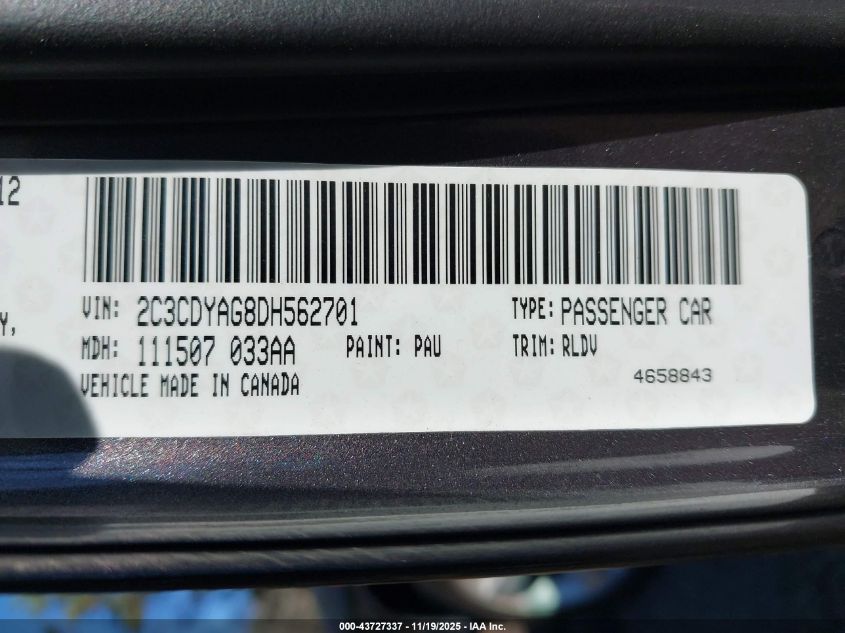 12
VIN: 2C3CDYAG8DH562701 TYPE: PASSENGER CAR
Y,
MDH: 111507 033AA PAINT: PAU TRIM: RLDV
VEHICLE MADE IN CANADA 4658843
000-43727337 - 11/19/2025 - IAA Inc.